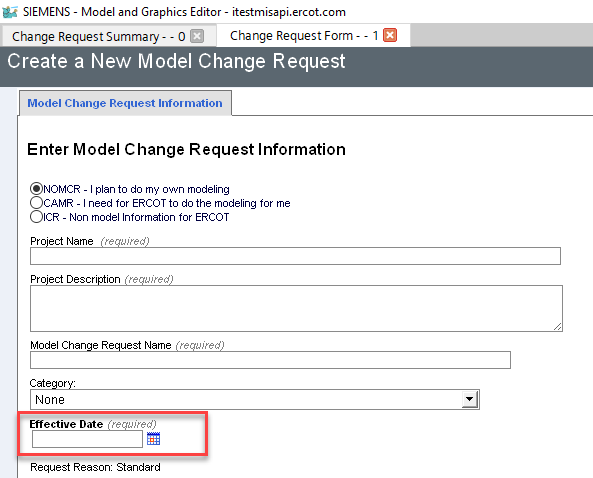 SIEMENS - Model and Graphics Editor - itestmisapi.ercot.com
Change Request Summary - - 0 Change Request Form - - 1
Create a New Model Change Request
Model Change Request Information
Enter Model Change Request Information
NOMCR - I plan to do my own modeling
CAMR - I need for ERCOT to do the modeling for me
ICR - Non model Information for ERCOT
Project Name (required)
Project Description (required)
Model Change Request Name (required)
Category:
None
Effective Date (required)
Request Reason: Standard